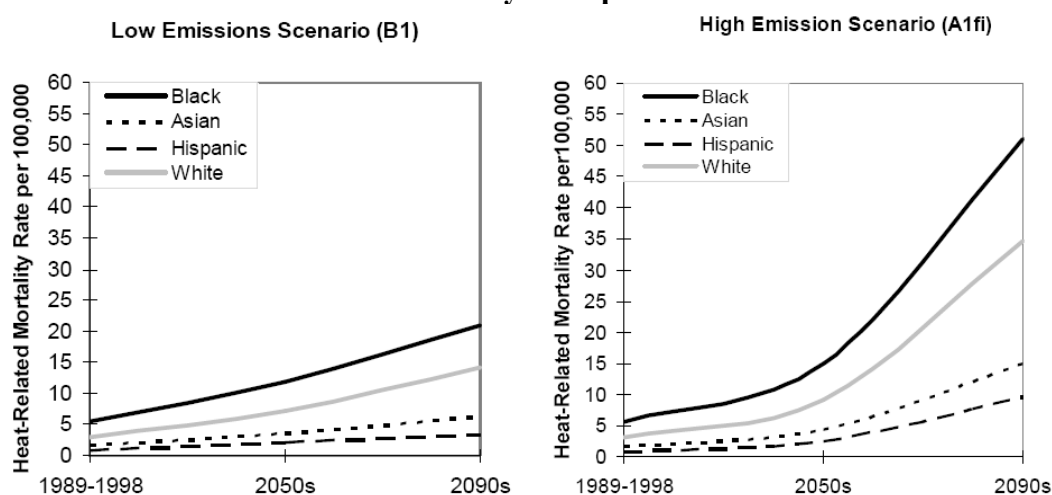 Low Emissions Scenario (B1)
Heat-Related Mortality Rate per 100,000
60
55
50
45
40
35
30
25
20
15
10
5
0
Black
Asian
Hispanic
White
1989-1998
2050s
2090s
High Emission Scenario (A1fi)
Heat-Related Mortality Rate per100,000
60
55
50
45
40
35
30
25
20
15
10
5
0
Black
Asian
Hispanic
White
1989-1998
2050s
2090s